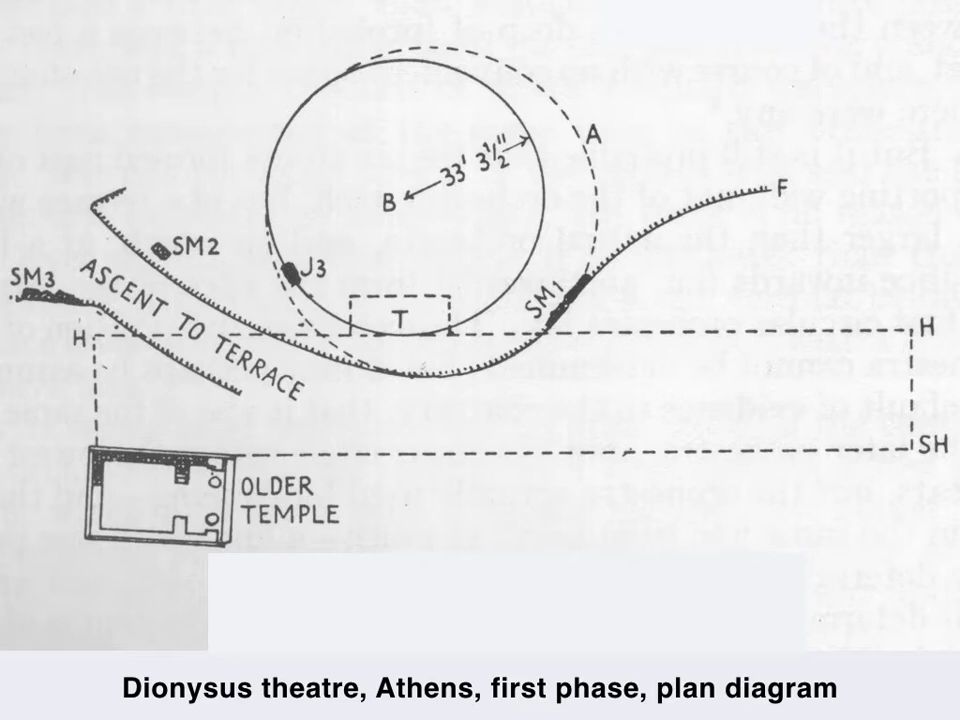 A
33' 3½"
B
F
SM2
J3
SM3
ASCENT TO TERRACE
SM1
T
H
H
SH
OLDER
TEMPLE
Dionysus theatre, Athens, first phase, plan diagram